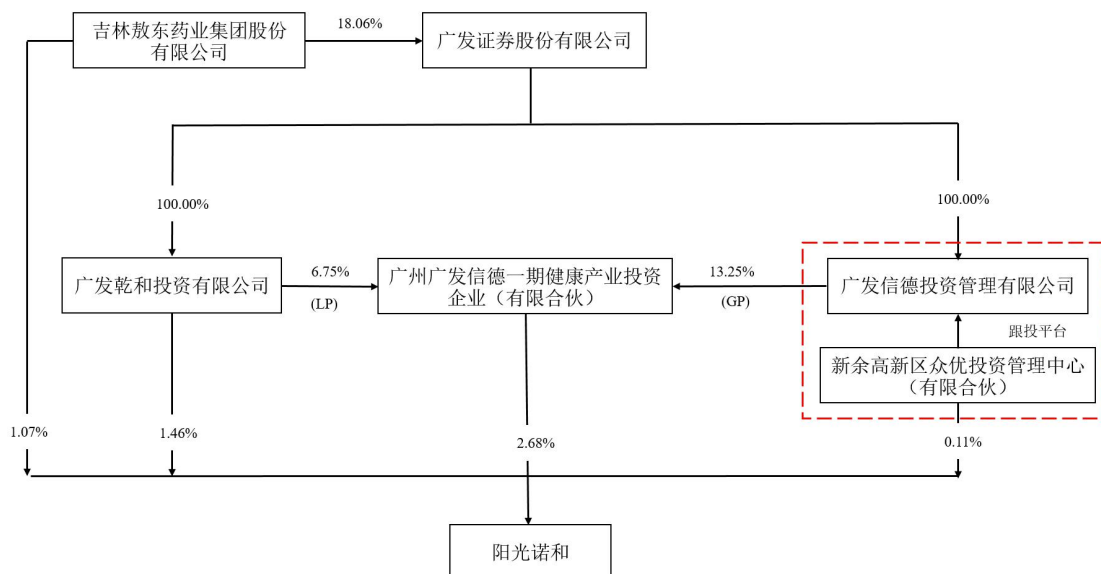 吉林敖东药业集团股份
有限公司
18.06%
广发证券股份有限公司
100.00%
100.00%
广发乾和投资有限公司
6.75%
(LP)
广州广发信德一期健康产业投资
企业（有限合伙）
13.25%
(GP)
广发信德投资管理有限公司
跟投平台
新余高新区众优投资管理中心
（有限合伙）
1.07%
1.46%
2.68%
0.11%
阳光诺和